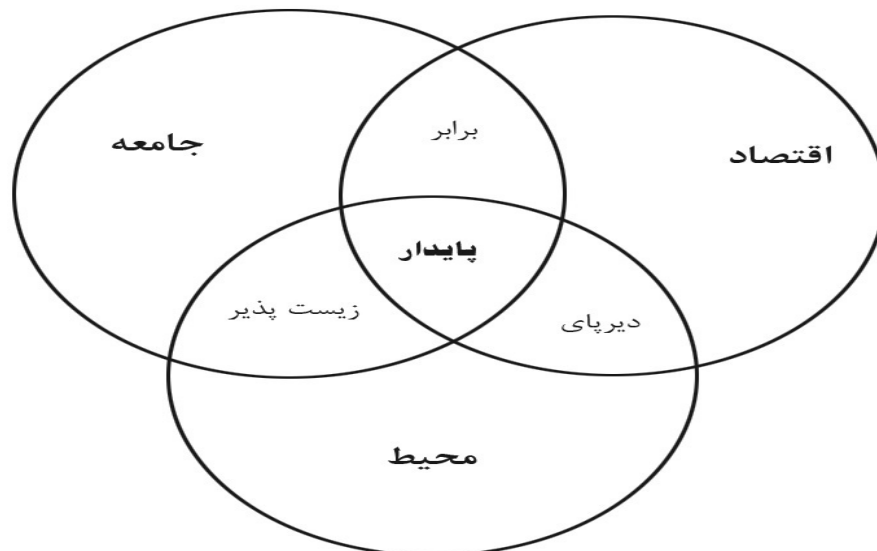 برابر
جامعه
اقتصاد
پایدار
زیست پذیر
دیرپای
محیط